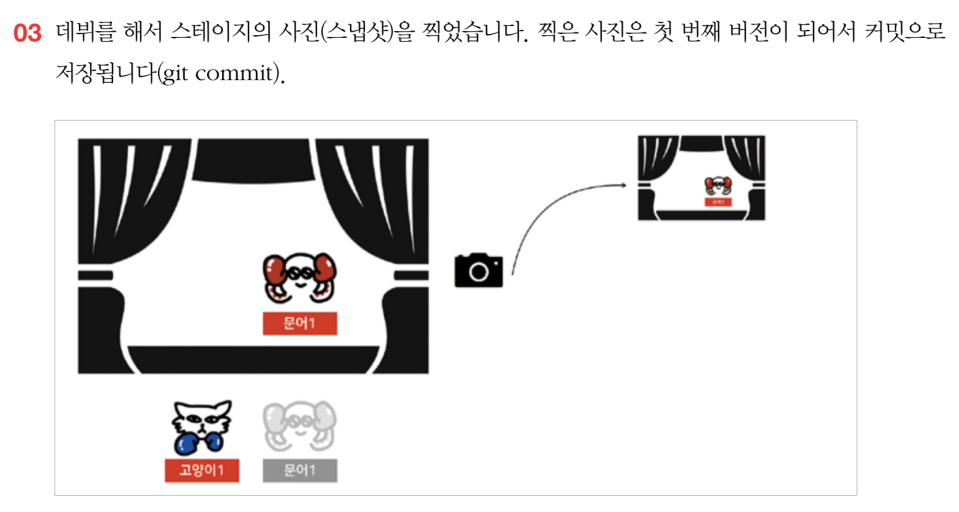 03 데뷔를 해서 스테이지의 사진(스냅샷)을 찍었습니다. 찍은 사진은 첫 번째 버전이 되어서 커밋으로
저장됩니다(git commit).
문어1
문어1
고양이1
문어1